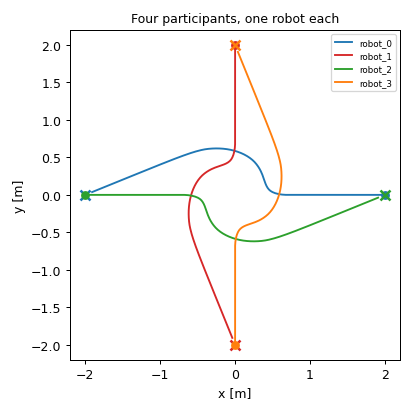 Four participants, one robot each
robot_0
robot_1
robot_2
robot_3
y [m]
2.0
1.5
1.0
0.5
0.0
−0.5
−1.0
−1.5
−2.0
−2 −1 0 1 2
x [m]